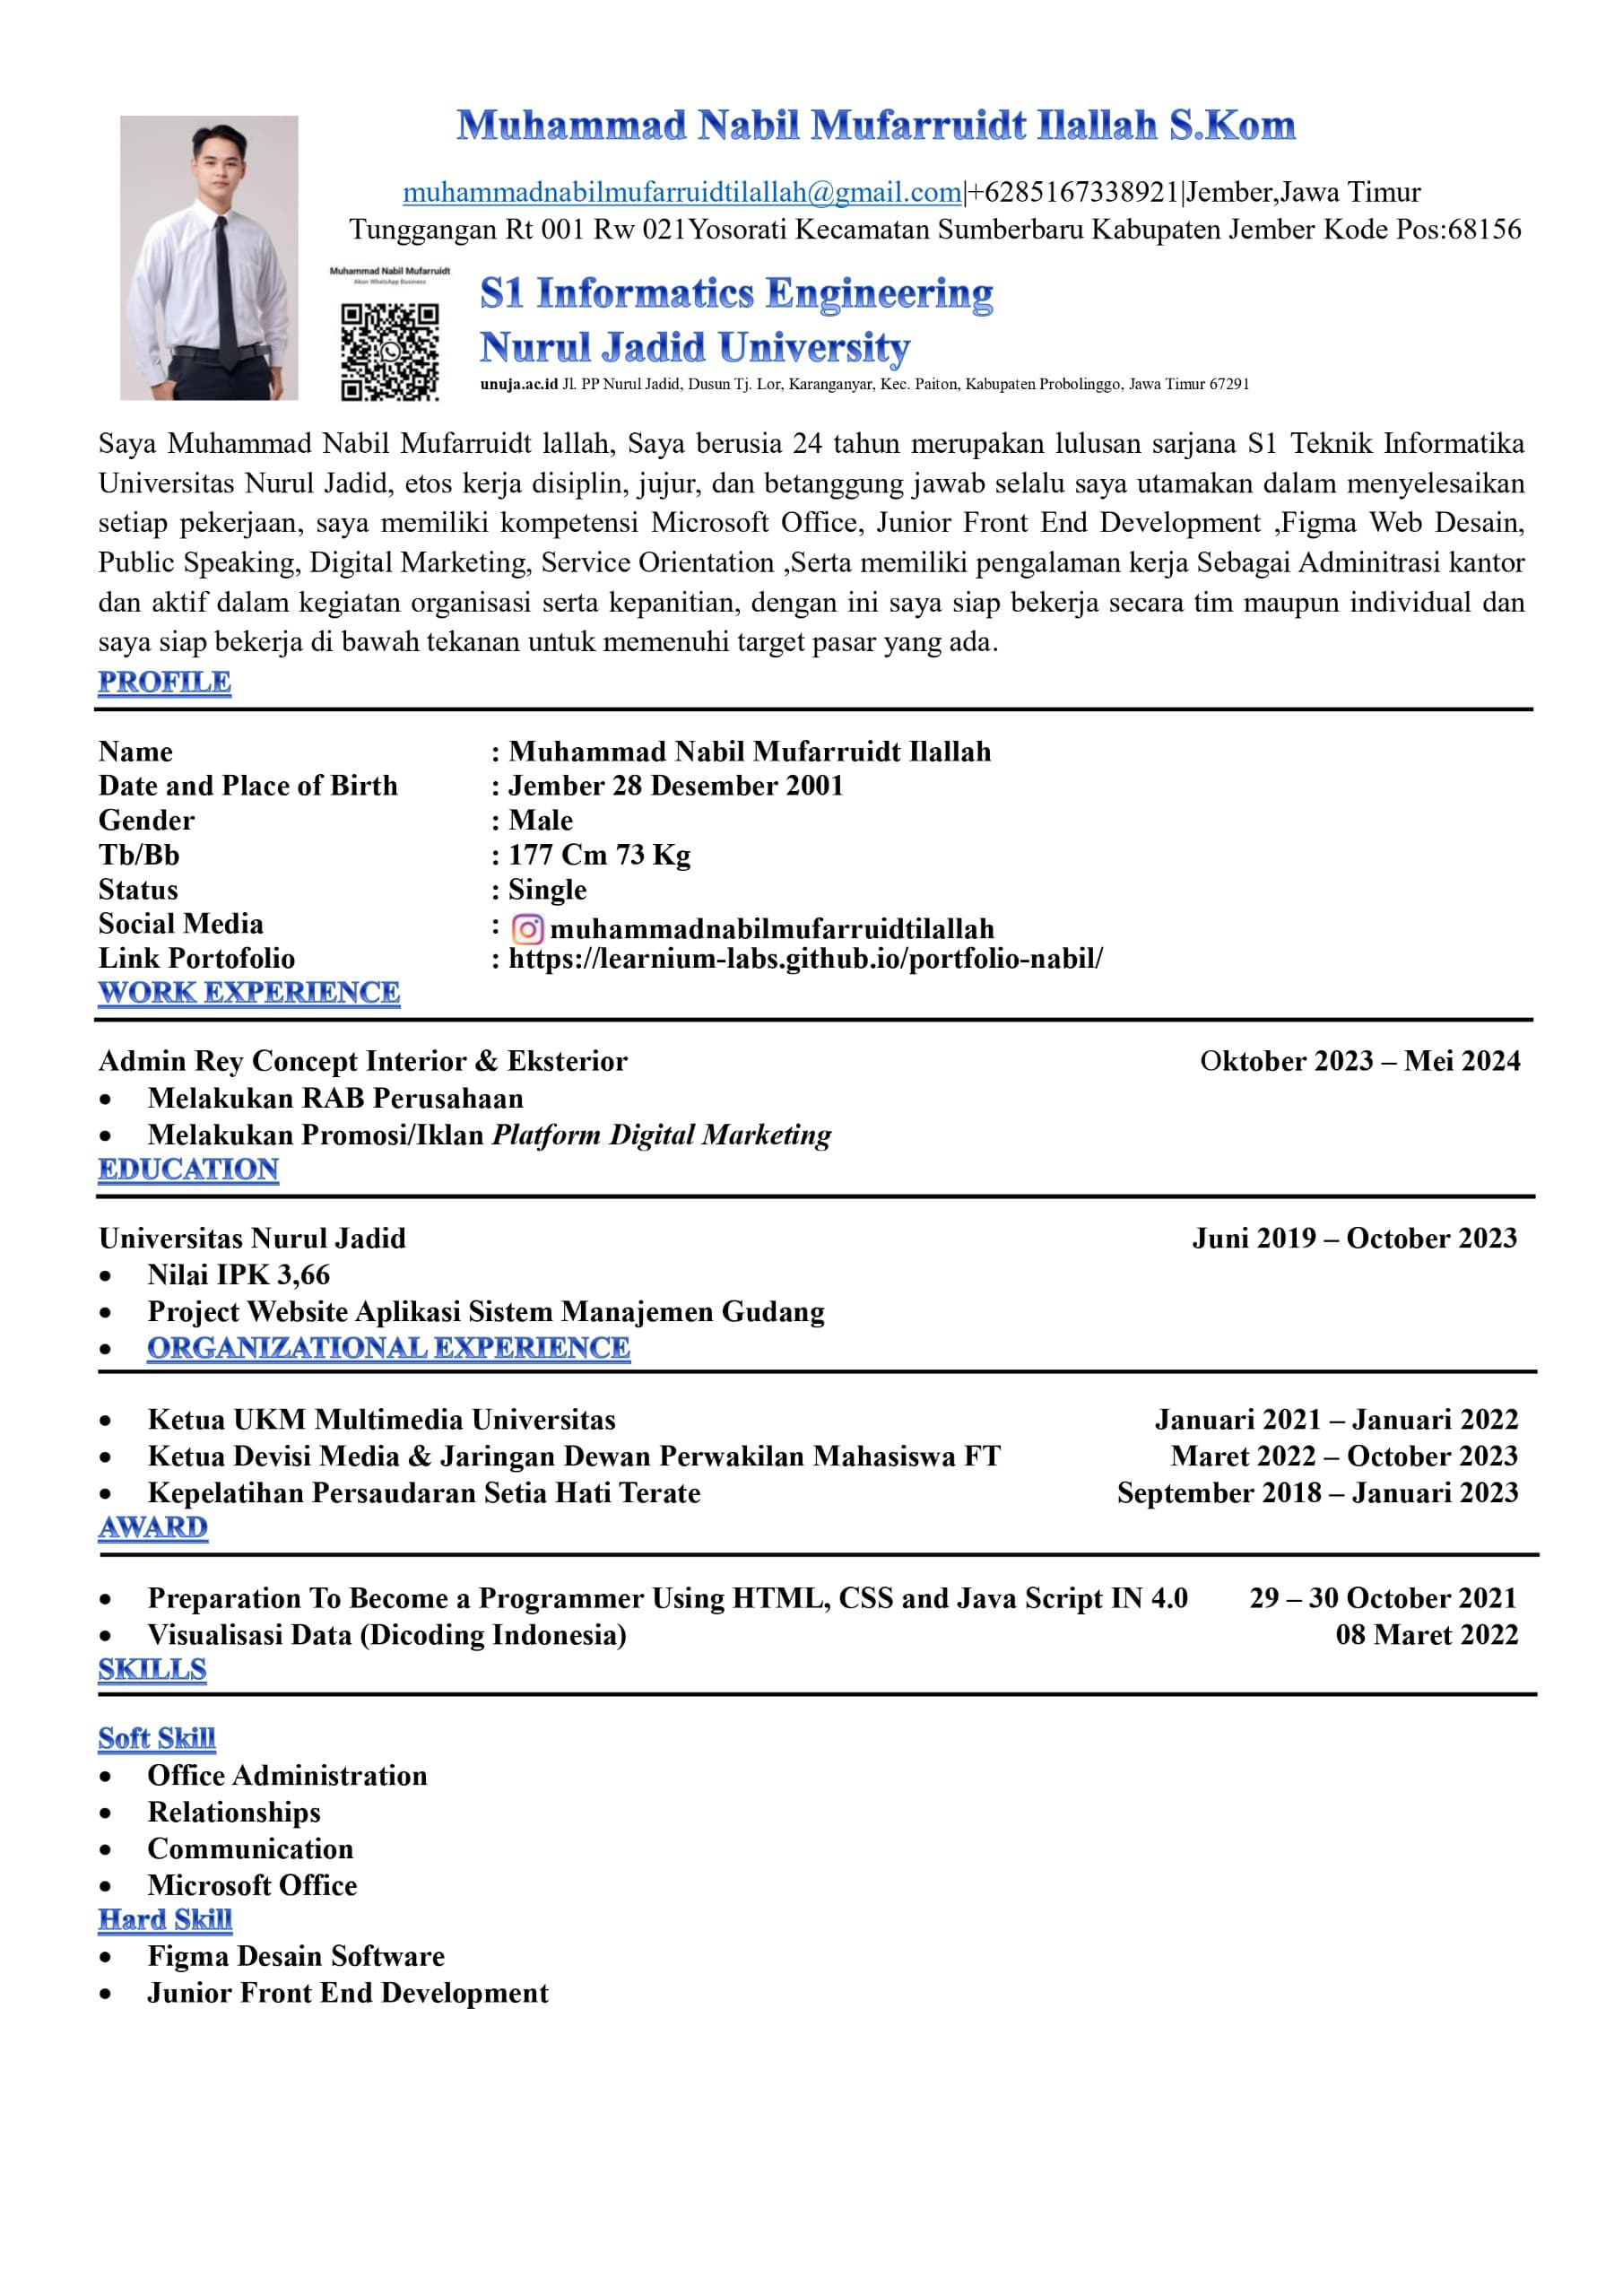 Muhammad Nabil Mufarruidt Ilallah S.Kom
muhammadnabilmufarruidtilallah@gmail.com|+6285167338921|Jember,Jawa Timur
Tunggangan Rt 001 Rw 021Yosorati Kecamatan Sumberbaru Kabupaten Jember Kode Pos:68156
Muhammad Nabil Mufarruidt
Akun WhatsApp Business
S1 Informatics Engineering
Nurul Jadid University
unuja.ac.id Jl. PP Nurul Jadid, Dusun Tj. Lor, Karanganyar, Kec. Paiton, Kabupaten Probolinggo, Jawa Timur 67291
Saya Muhammad Nabil Mufarruidt lallah, Saya berusia 24 tahun merupakan lulusan sarjana S1 Teknik Informatika
Universitas Nurul Jadid, etos kerja disiplin, jujur, dan betanggung jawab selalu saya utamakan dalam menyelesaikan
setiap pekerjaan, saya memiliki kompetensi Microsoft Office, Junior Front End Development ,Figma Web Desain,
Public Speaking, Digital Marketing, Service Orientation ,Serta memiliki pengalaman kerja Sebagai Adminitrasi kantor
dan aktif dalam kegiatan organisasi serta kepanitian, dengan ini saya siap bekerja secara tim maupun individual dan
saya siap bekerja di bawah tekanan untuk memenuhi target pasar yang ada.
PROFILE
Name : Muhammad Nabil Mufarruidt Ilallah
Date and Place of Birth : Jember 28 Desember 2001
Gender : Male
Tb/Bb : 177 Cm 73 Kg
Status : Single
Social Media : muhammadnabilmufarruidtilallah
Link Portofolio : https://learnium-labs.github.io/portfolio-nabil/
WORK EXPERIENCE
Admin Rey Concept Interior & Eksterior Oktober 2023 – Mei 2024
• Melakukan RAB Perusahaan
• Melakukan Promosi/Iklan Platform Digital Marketing
EDUCATION
Universitas Nurul Jadid Juni 2019 – October 2023
• Nilai IPK 3,66
• Project Website Aplikasi Sistem Manajemen Gudang
• ORGANIZATIONAL EXPERIENCE
• Ketua UKM Multimedia Universitas Januari 2021 – Januari 2022
• Ketua Devisi Media & Jaringan Dewan Perwakilan Mahasiswa FT Maret 2022 – October 2023
• Kepelatihan Persaudaran Setia Hati Terate September 2018 – Januari 2023
AWARD
• Preparation To Become a Programmer Using HTML, CSS and Java Script IN 4.0 29 – 30 October 2021
• Visualisasi Data (Dicoding Indonesia) 08 Maret 2022
SKILLS
Soft Skill
• Office Administration
• Relationships
• Communication
• Microsoft Office
Hard Skill
• Figma Desain Software
• Junior Front End Development